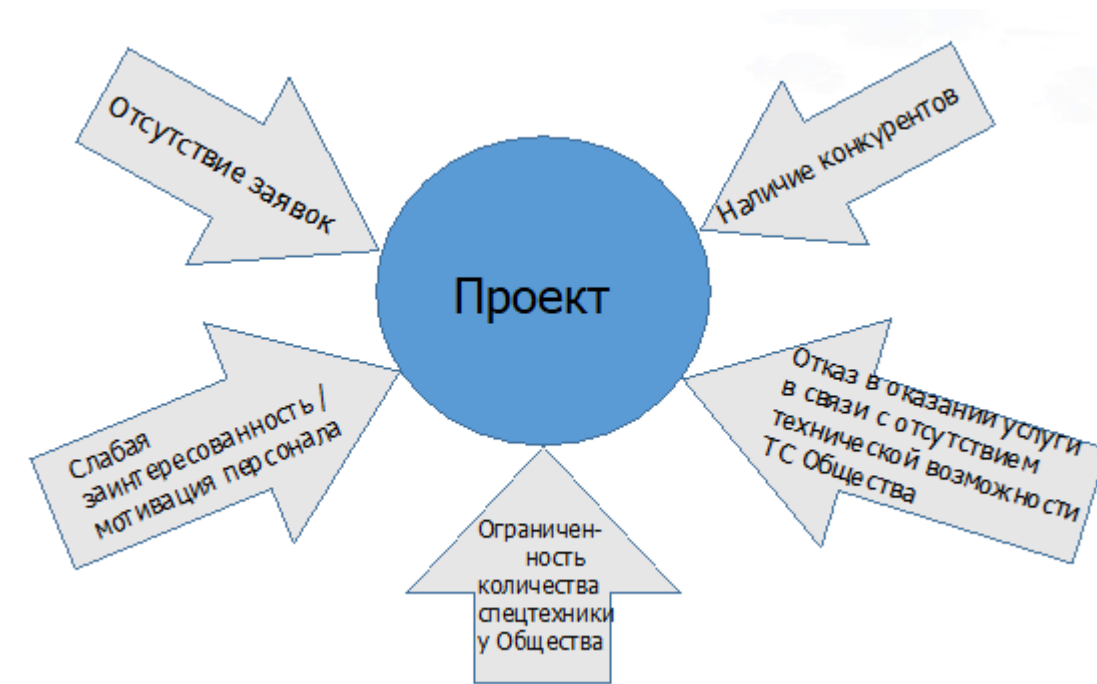 Отсутствие заявок
Наличие конкурентов
Проект
Слабая
заинтересованность /
мотивация персонала
Отказ в оказании услуги
в связи с отсутствием
технической возможности
ТС Общества
Ограничен-
ность
количества
спецтехники
у Общества